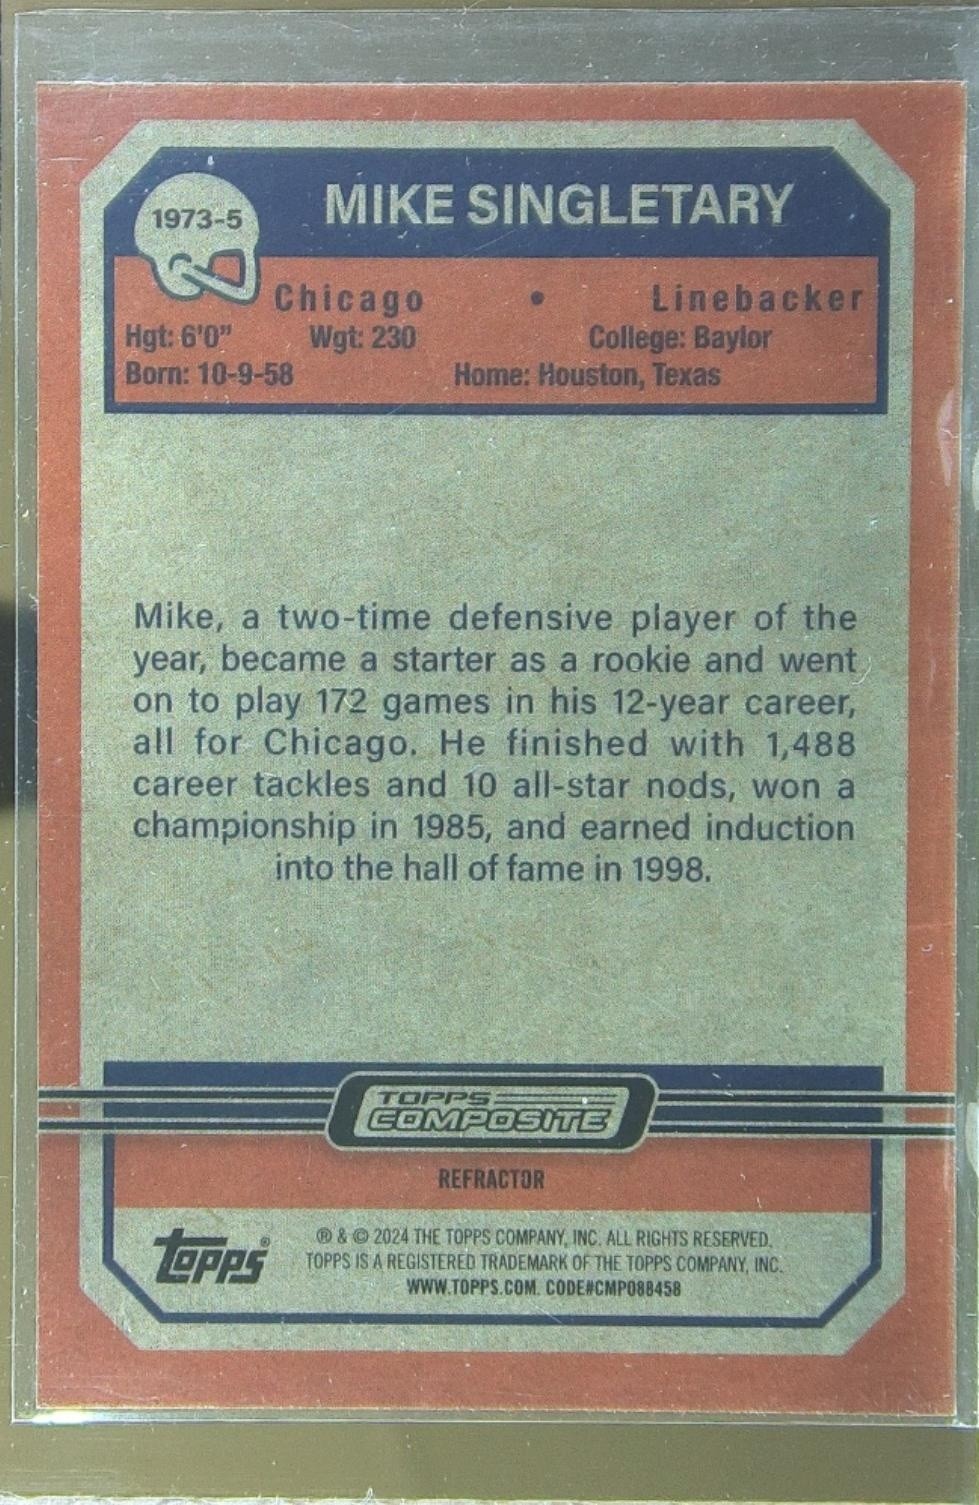 1973-5
MIKE SINGLETARY
Chicago • Linebacker
Hgt: 6'0" Wgt: 230 College: Baylor
Born: 10-9-58 Home: Houston, Texas
Mike, a two-time defensive player of the
year, became a starter as a rookie and went
on to play 172 games in his 12-year career,
all for Chicago. He finished with 1,488
career tackles and 10 all-star nods, won a
championship in 1985, and earned induction
into the hall of fame in 1998.
TOPPS
COMPOSITE
REFRACTOR
topps®
® & © 2024 THE TOPPS COMPANY, INC. ALL RIGHTS RESERVED.
TOPPS IS A REGISTERED TRADEMARK OF THE TOPPS COMPANY, INC.
WWW.TOPPS.COM. CODE#CMP088458